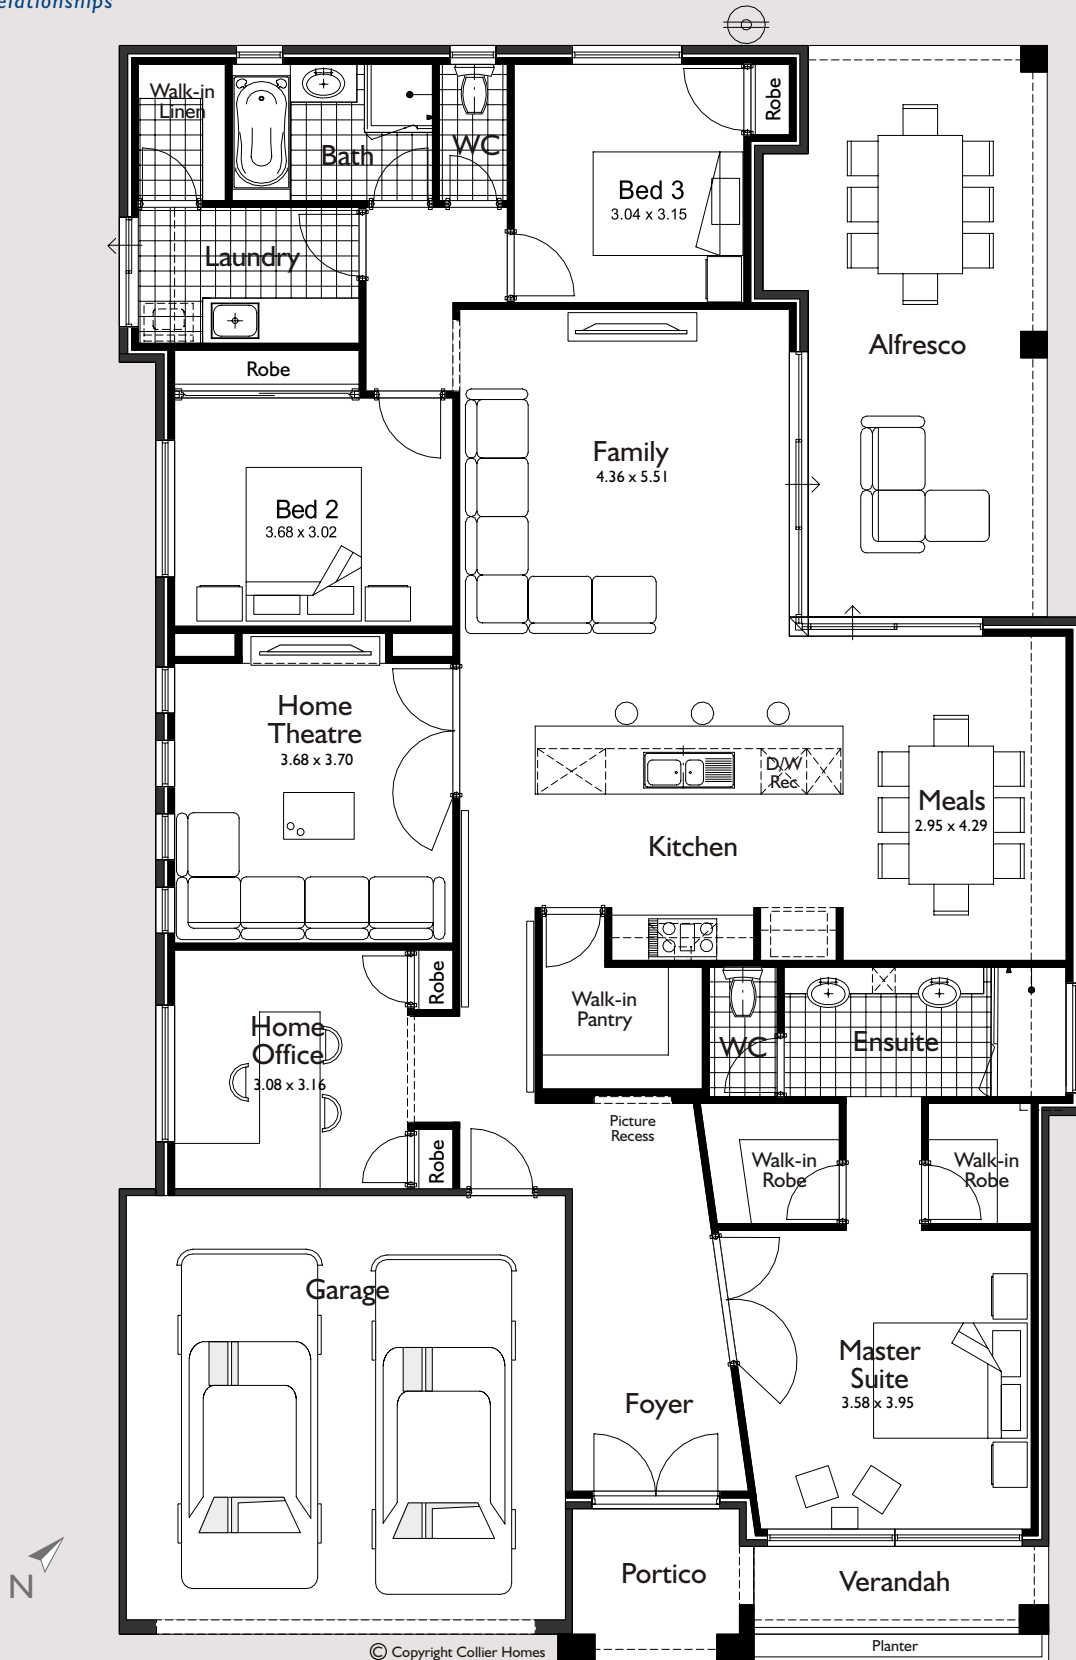 elationships
Walk-in
Linen
Bath
WC
Robe
Bed 3
3.04 x 3.15
Laundry
Alfresco
Robe
Family
4.36 x 5.51
Bed 2
3.68 x 3.02
Home
Theatre
3.68 x 3.70
D/W
Rec
Meals
2.95 x 4.29
Kitchen
Robe
Walk-in
Pantry
Home
Office
3.08 x 3.16
WC
Ensuite
Picture
Recess
Robe
Walk-in
Robe
Walk-in
Robe
Garage
Master
Suite
3.58 x 3.95
Foyer
N
Portico
Verandah
Planter
© Copyright Collier Homes